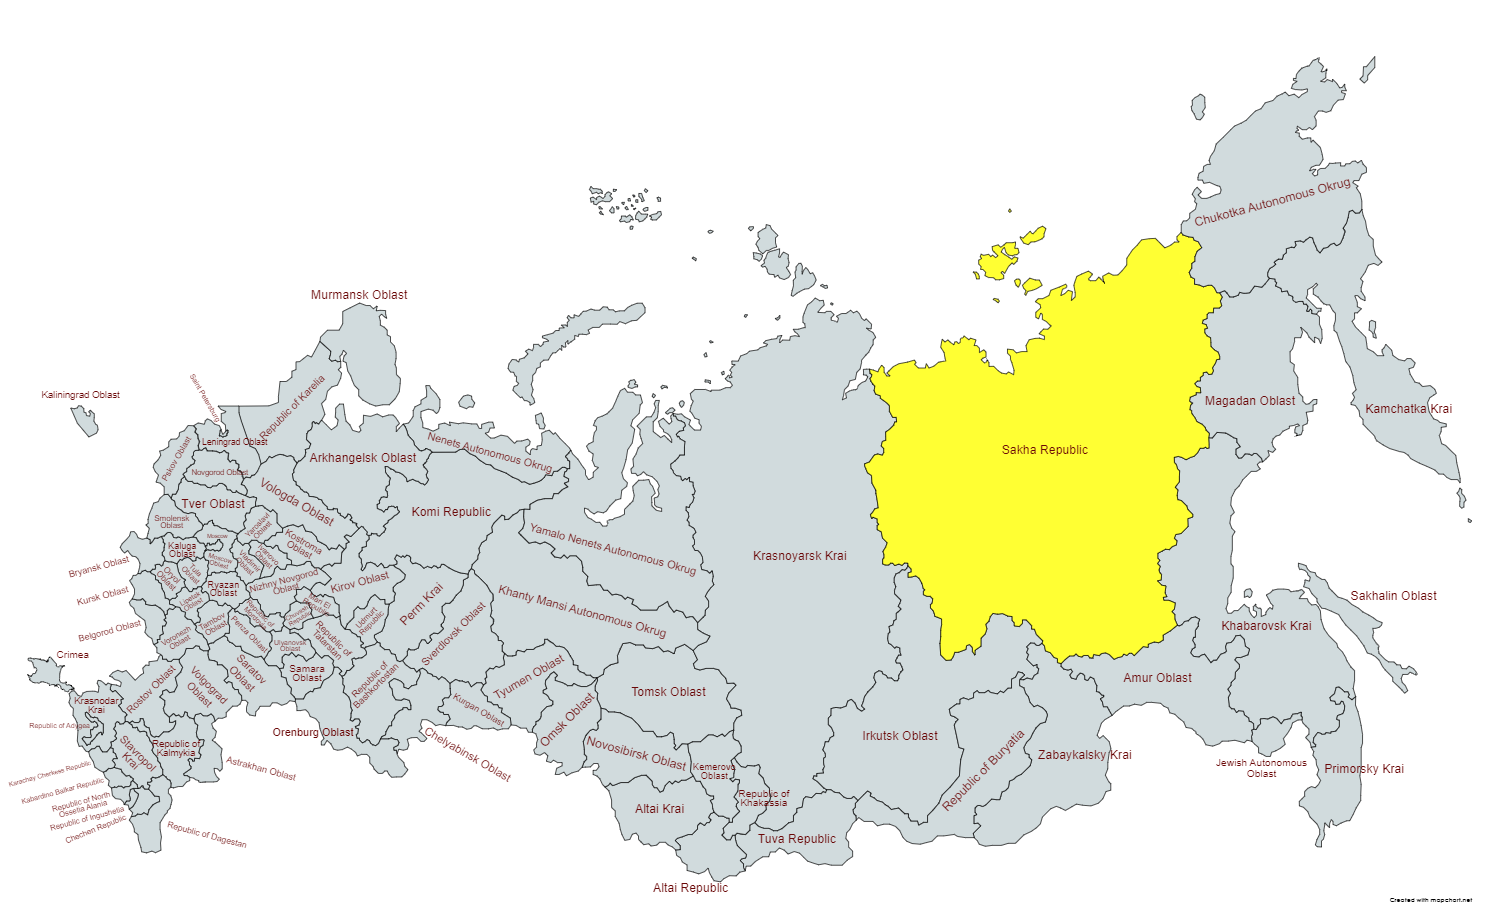 Chukotka Autonomous Okrug
Murmansk Oblast
Saint Petersburg
Kaliningrad Oblast
Republic of Karelia
Magadan Oblast
Kamchatka Krai
Leningrad Oblast
Pskov Oblast
Nenets Autonomous Okrug
Arkhangelsk Oblast
Sakha Republic
Novgorod Oblast
Vologda Oblast
Tver Oblast
Komi Republic
Smolensk
Oblast
Yaroslavl
Oblast
Kostroma
Oblast
Moscow
Yamalo Nenets Autonomous Okrug
Krasnoyarsk Krai
Kaluga
Oblast
Moscow
Oblast
Ivanovo
Oblast
Vladimir
Oblast
Bryansk Oblast
Oryol
Oblast
Tula
Oblast
Ryazan
Oblast
Nizhny Novgorod
Oblast
Kirov Oblast
Perm Krai
Khanty Mansi Autonomous Okrug
Kursk Oblast
Lipetsk
Oblast
Republic of
Mordovia
Chuvash
Republic
Mari El
Republic
Udmurt
Republic
Sverdlovsk Oblast
Sakhalin Oblast
Khabarovsk Krai
Belgorod Oblast
Voronezh
Oblast
Tambov
Oblast
Penza Oblast
Ulyanovsk
Oblast
Republic of
Tatarstan
Crimea
Saratov
Oblast
Samara
Oblast
Republic of
Bashkortostan
Tyumen Oblast
Tomsk Oblast
Amur Oblast
Krasnodar
Krai
Rostov Oblast
Volgograd
Oblast
Kurgan Oblast
Omsk Oblast
Republic of Adygea
Orenburg Oblast
Chelyabinsk Oblast
Irkutsk Oblast
Stavropol
Krai
Republic of
Kalmykia
Novosibirsk Oblast
Zabaykalsky Krai
Republic of Buryatia
Jewish Autonomous
Oblast
Primorsky Krai
Karachay Cherkess Republic
Astrakhan Oblast
Kemerovo
Oblast
Kabardino Balkar Republic
Republic of
Khakassia
Republic of North
Ossetia Alania
Altai Krai
Republic of Ingushetia
Chechen Republic
Republic of Dagestan
Tuva Republic
Altai Republic
Created with mapchart.net